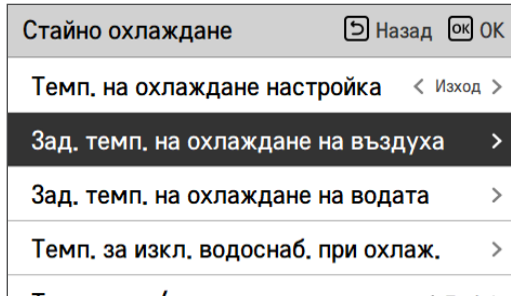 Стайно охлаждане Назад OK OK
Темп. на охлаждане настройка < Изход >
Зад. темп. на охлаждане на въздуха >
Зад. темп. на охлаждане на водата >
Темп. за изкл. водоснаб. при охлаж. >